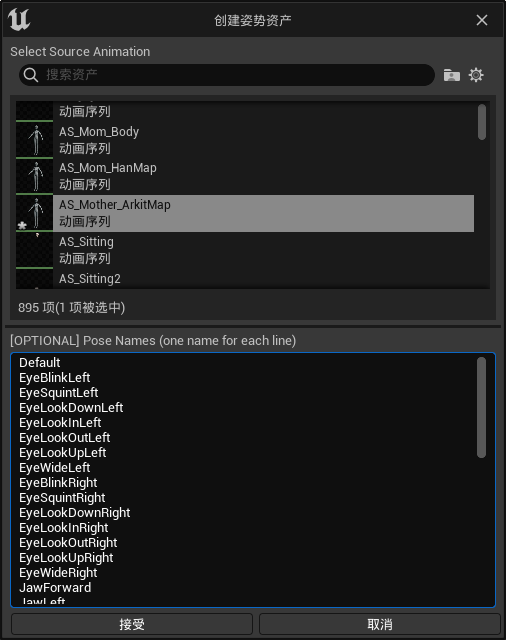 创建姿势资产
Select Source Animation
搜索资产
动画序列
AS_Mom_Body
动画序列
AS_Mom_HanMap
动画序列
AS_Mother_ArkitMap
动画序列
AS_Sitting
动画序列
AS_Sitting2
895 项(1 项被选中)
[OPTIONAL] Pose Names (one name for each line)
Default
EyeBlinkLeft
EyeSquintLeft
EyeLookDownLeft
EyeLookInLeft
EyeLookOutLeft
EyeLookUpLeft
EyeWideLeft
EyeBlinkRight
EyeSquintRight
EyeLookDownRight
EyeLookInRight
EyeLookOutRight
EyeLookUpRight
EyeWideRight
JawForward
JawLeft
接受
取消